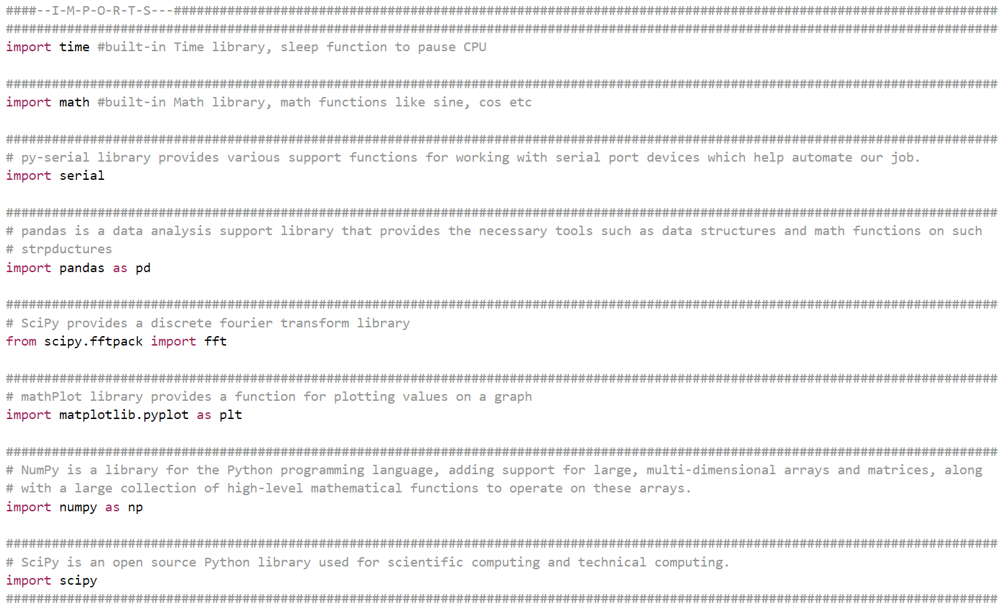 ####--I-M-P-O-R-T-S---############################################################################################################
##################################################################################################################################
import time #built-in Time library, sleep function to pause CPU
##################################################################################################################################
import math #built-in Math library, math functions like sine, cos etc
##################################################################################################################################
# py-serial library provides various support functions for working with serial port devices which help automate our job.
import serial
##################################################################################################################################
# pandas is a data analysis support library that provides the necessary tools such as data structures and math functions on such
# strpductures
import pandas as pd
##################################################################################################################################
# SciPy provides a discrete fourier transform library
from scipy.fftpack import fft
##################################################################################################################################
# mathPlot library provides a function for plotting values on a graph
import matplotlib.pyplot as plt
##################################################################################################################################
# NumPy is a library for the Python programming language, adding support for large, multi-dimensional arrays and matrices, along
# with a large collection of high-level mathematical functions to operate on these arrays.
import numpy as np
##################################################################################################################################
# SciPy is an open source Python library used for scientific computing and technical computing.
import scipy
##################################################################################################################################